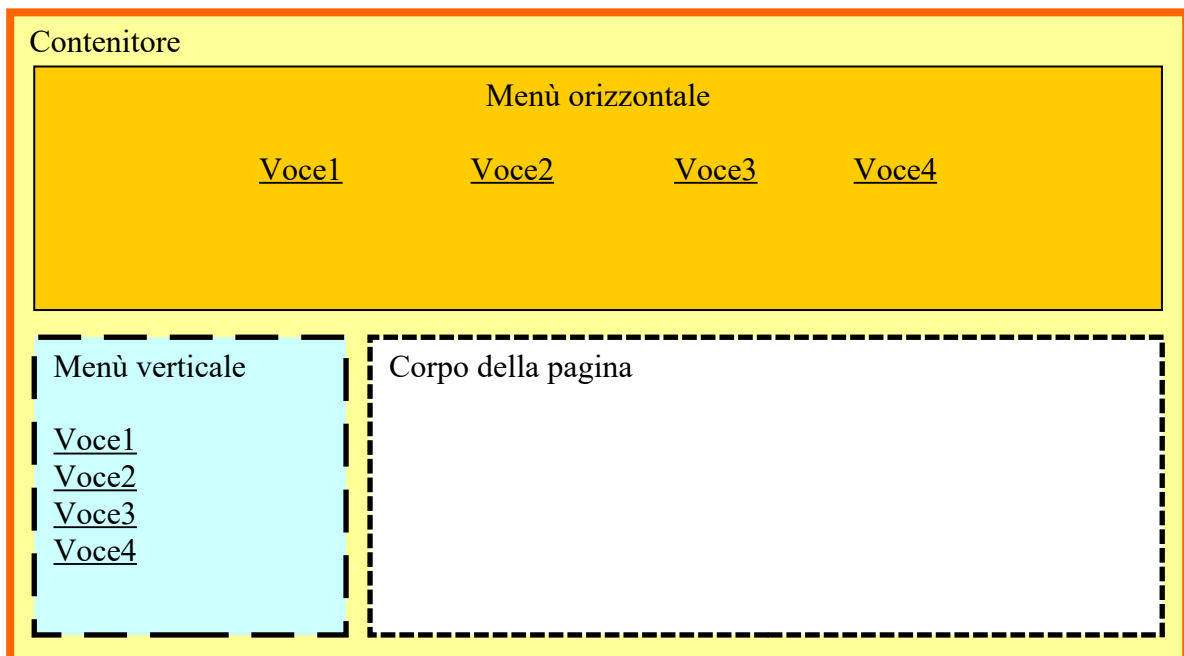 Contenitore
Menù orizzontale
Voce1 Voce2 Voce3 Voce4
Menù verticale
Voce1
Voce2
Voce3
Voce4
Corpo della pagina